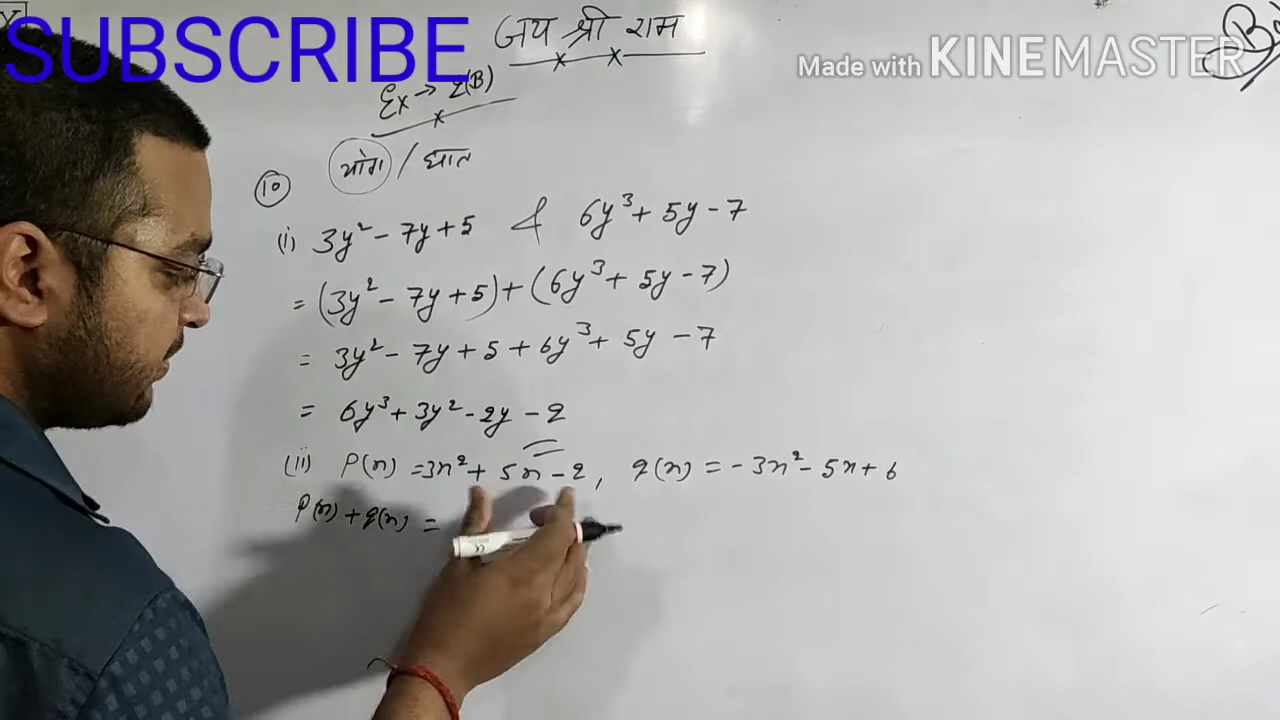 SUBSCRIBE
जय श्री राम
Made with KINEMASTER
Ex → 2(B)
योग / घात
(10)
(i) 3y² - 7y + 5 & 6y³ + 5y - 7
= (3y² - 7y + 5) + (6y³ + 5y - 7)
= 3y² - 7y + 5 + 6y³ + 5y - 7
= 6y³ + 3y² - 2y - 2
(ii) P(x) = 3x² + 5x - 2, q(x) = - 3x² - 5x + 6
P(x) + q(x) =